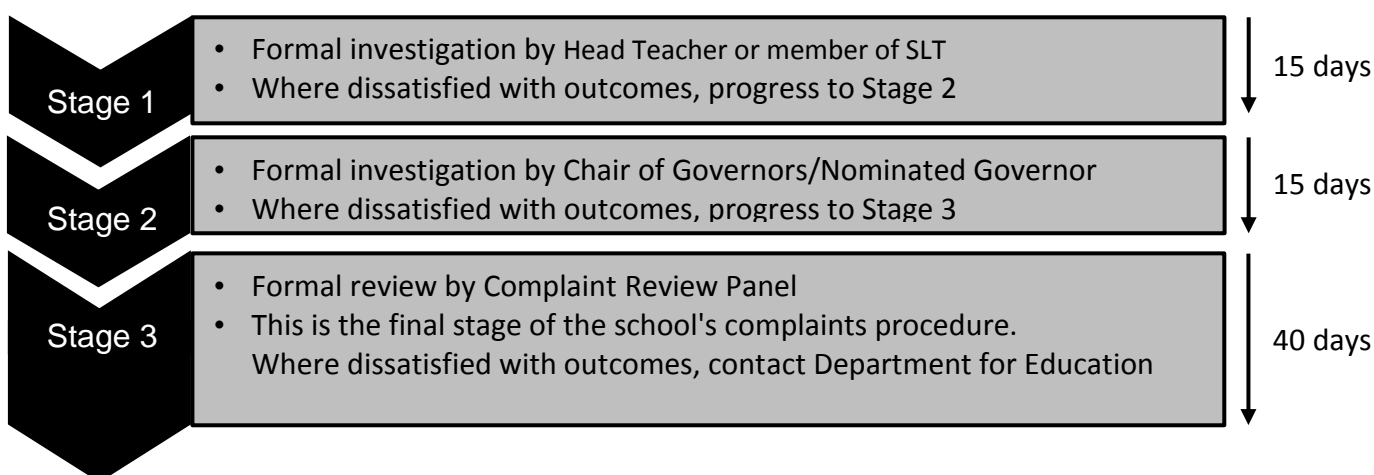 Stage 1
• Formal investigation by Head Teacher or member of SLT
• Where dissatisfied with outcomes, progress to Stage 2
15 days
Stage 2
• Formal investigation by Chair of Governors/Nominated Governor
• Where dissatisfied with outcomes, progress to Stage 3
15 days
Stage 3
• Formal review by Complaint Review Panel
• This is the final stage of the school's complaints procedure.
Where dissatisfied with outcomes, contact Department for Education
40 days